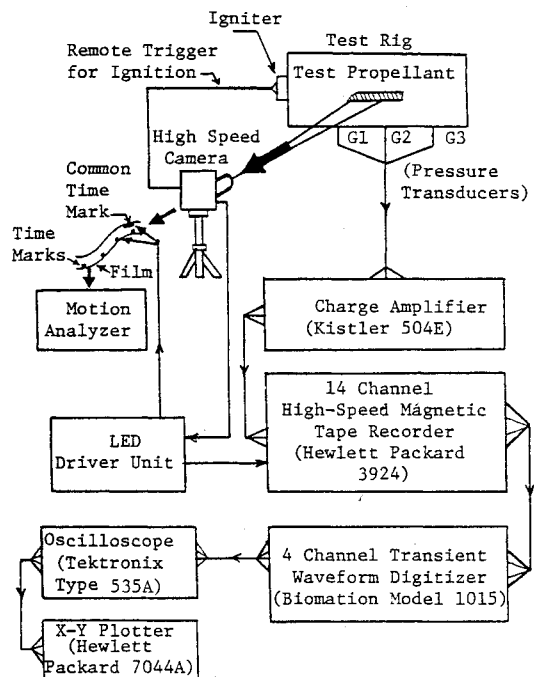 Igniter
Test Rig
Remote Trigger
for Ignition
Test Propellant
High Speed
Camera
G1 G2 G3
(Pressure
Transducers)
Common
Time
Mark
Time
Marks
Film
Motion
Analyzer
Charge Amplifier
(Kistler 504E)
14 Channel
High-Speed Magnetic
Tape Recorder
(Hewlett Packard
3924)
LED
Driver Unit
Oscilloscope
(Tektronix
Type 535A)
4 Channel Transient
Waveform Digitizer
(Biomation Model 1015)
X-Y Plotter
(Hewlett
Packard 7044A)